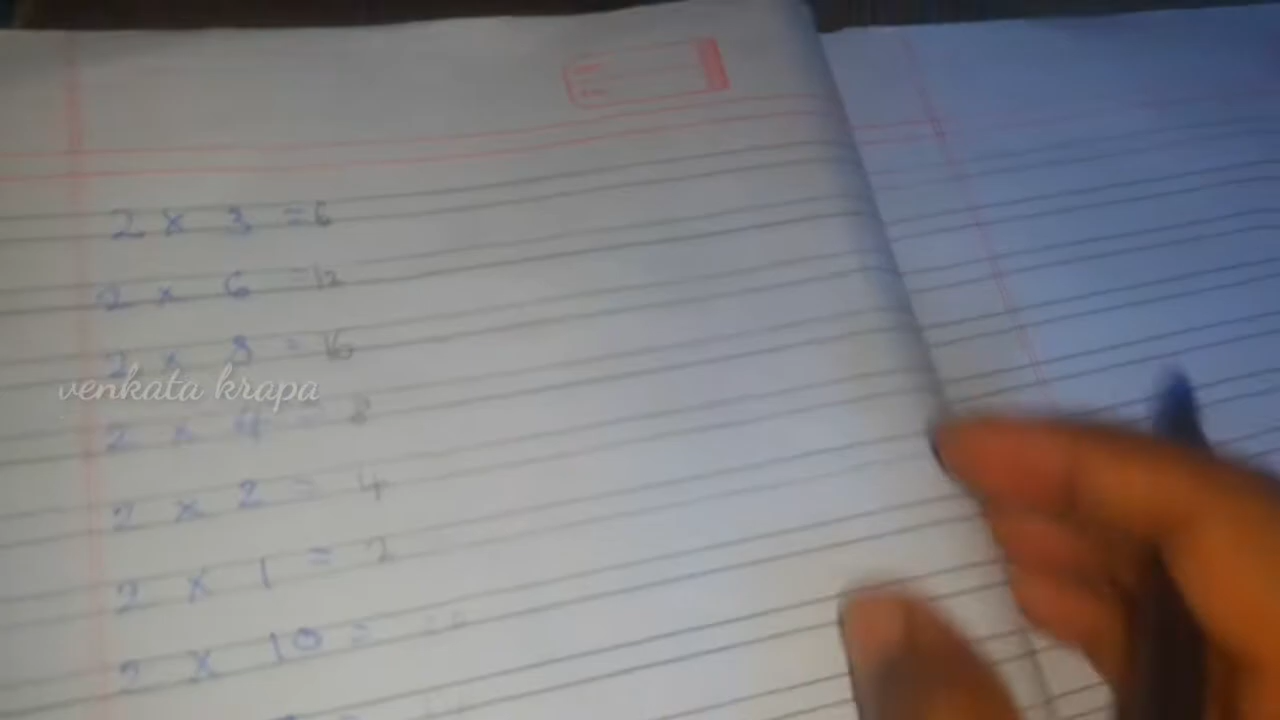 2 x 3 = 6
2 x 6 = 12
2 x 8 = 16
venkata krapa
2 x 4 = 8
2 x 2 = 4
2 x 1 = 2
2 x 10 =